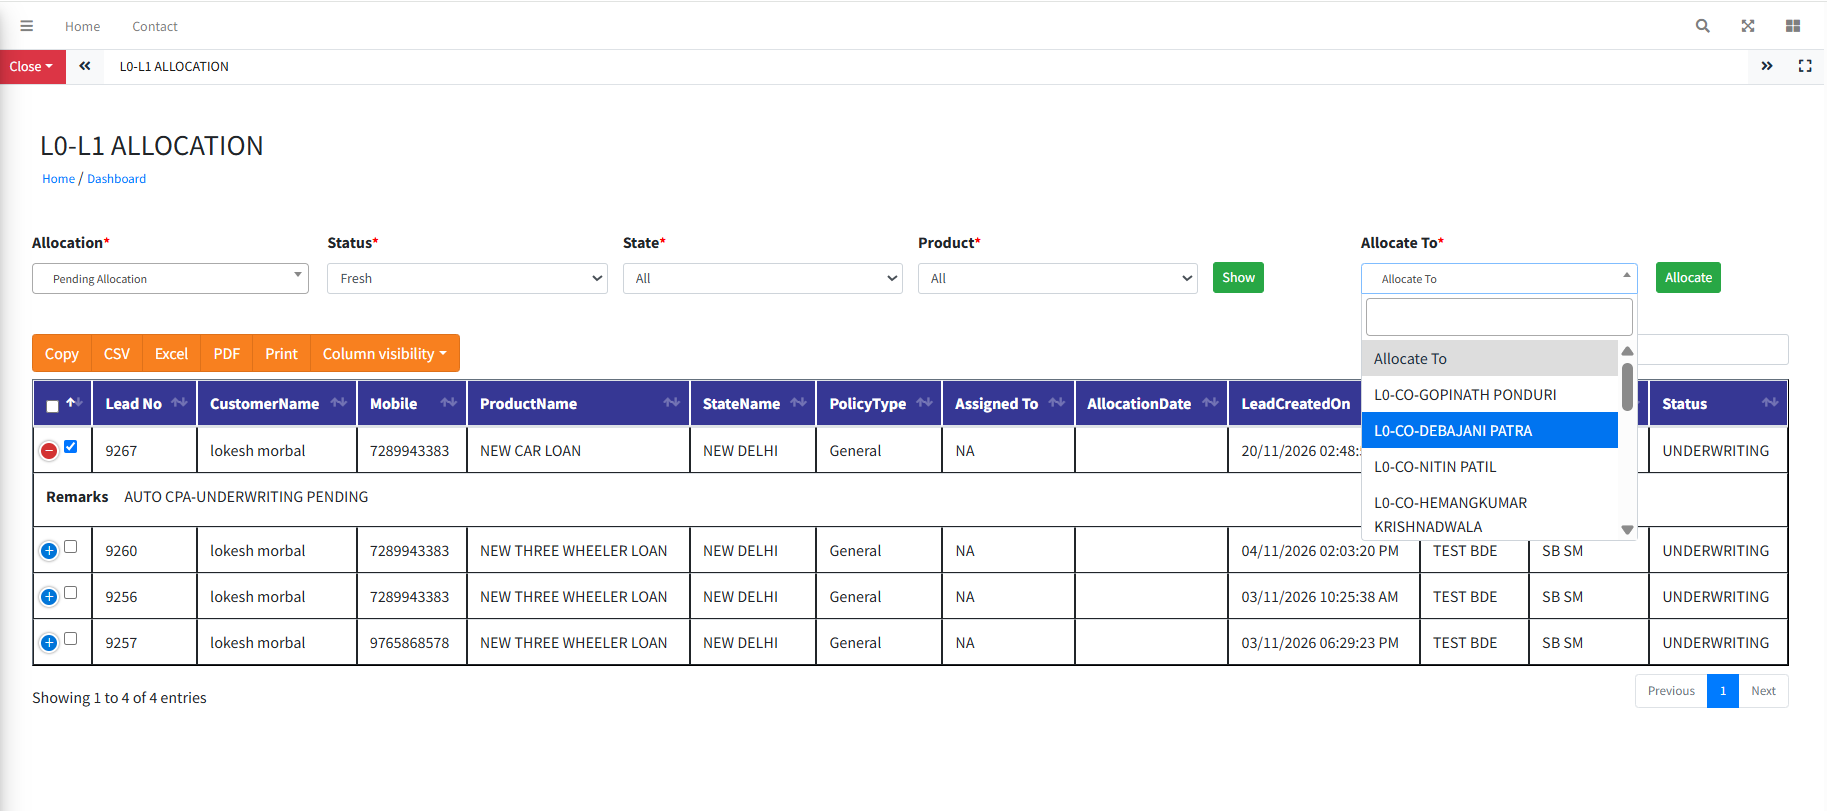 Home Contact
Close L0-L1 ALLOCATION
L0-L1 ALLOCATION
Home / Dashboard
Allocation* Status* State* Product* Allocate To*
Pending Allocation Fresh All All Show Allocate To Allocate
Copy CSV Excel PDF Print Column visibility
Allocate To
L0-CO-GOPINATH PONDURI
L0-CO-DEBAJANI PATRA
L0-CO-NITIN PATIL
L0-CO-HEMANGKUMAR
KRISHNADWALA
Lead No CustomerName Mobile ProductName StateName PolicyType Assigned To AllocationDate LeadCreatedOn Status
9267 lokesh morbal 7289943383 NEW CAR LOAN NEW DELHI General NA 20/11/2026 02:48: UNDERWRITING
Remarks AUTO CPA-UNDERWRITING PENDING
9260 lokesh morbal 7289943383 NEW THREE WHEELER LOAN NEW DELHI General NA 04/11/2026 02:03:20 PM TEST BDE SB SM UNDERWRITING
9256 lokesh morbal 7289943383 NEW THREE WHEELER LOAN NEW DELHI General NA 03/11/2026 10:25:38 AM TEST BDE SB SM UNDERWRITING
9257 lokesh morbal 9765868578 NEW THREE WHEELER LOAN NEW DELHI General NA 03/11/2026 06:29:23 PM TEST BDE SB SM UNDERWRITING
Showing 1 to 4 of 4 entries
Previous 1 Next